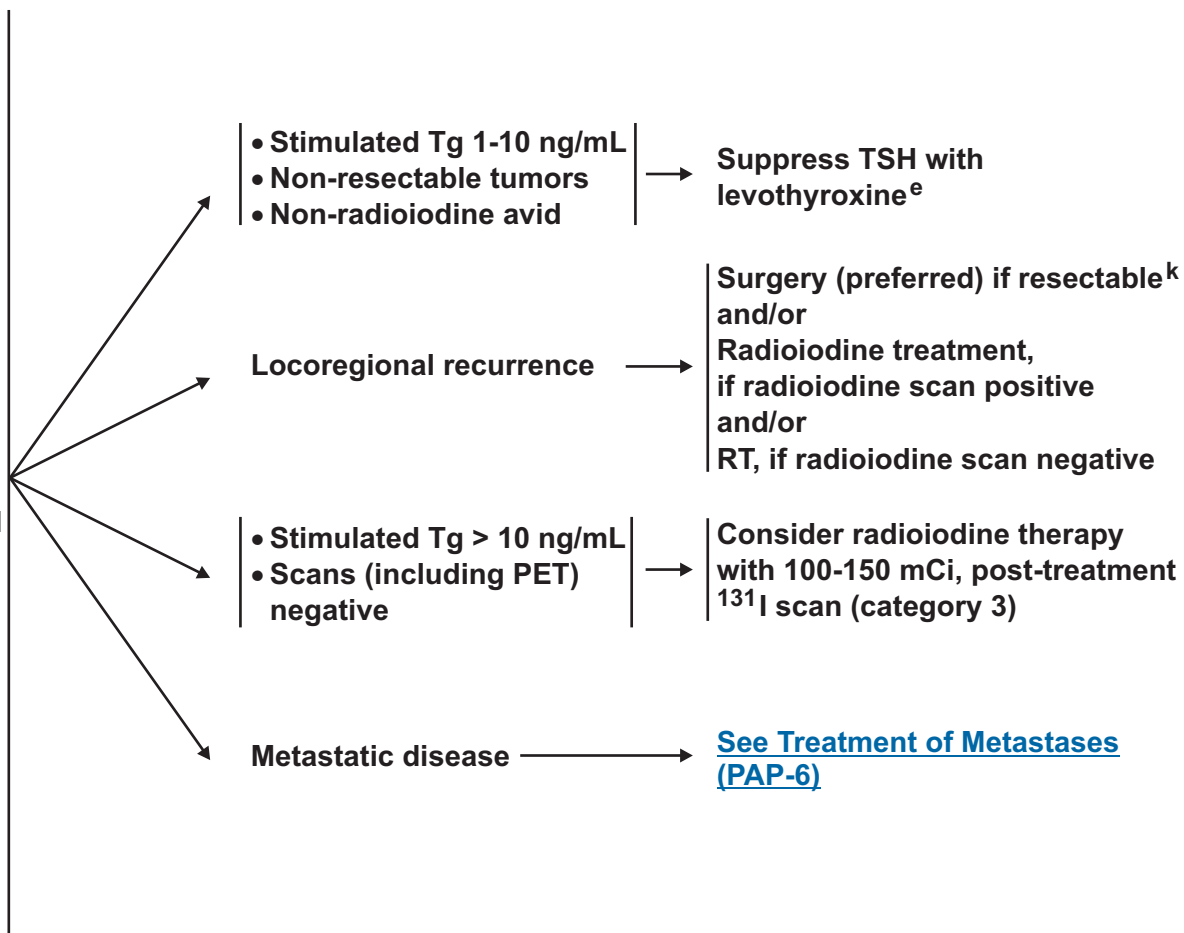 • Stimulated Tg 1-10 ng/mL
• Non-resectable tumors
• Non-radioiodine avid
Suppress TSH with
levothyroxine e
Locoregional recurrence
Surgery (preferred) if resectable k
and/or
Radioiodine treatment,
if radioiodine scan positive
and/or
RT, if radioiodine scan negative
• Stimulated Tg > 10 ng/mL
• Scans (including PET)
negative
Consider radioiodine therapy
with 100-150 mCi, post-treatment
131I scan (category 3)
Metastatic disease
See Treatment of Metastases
(PAP-6)